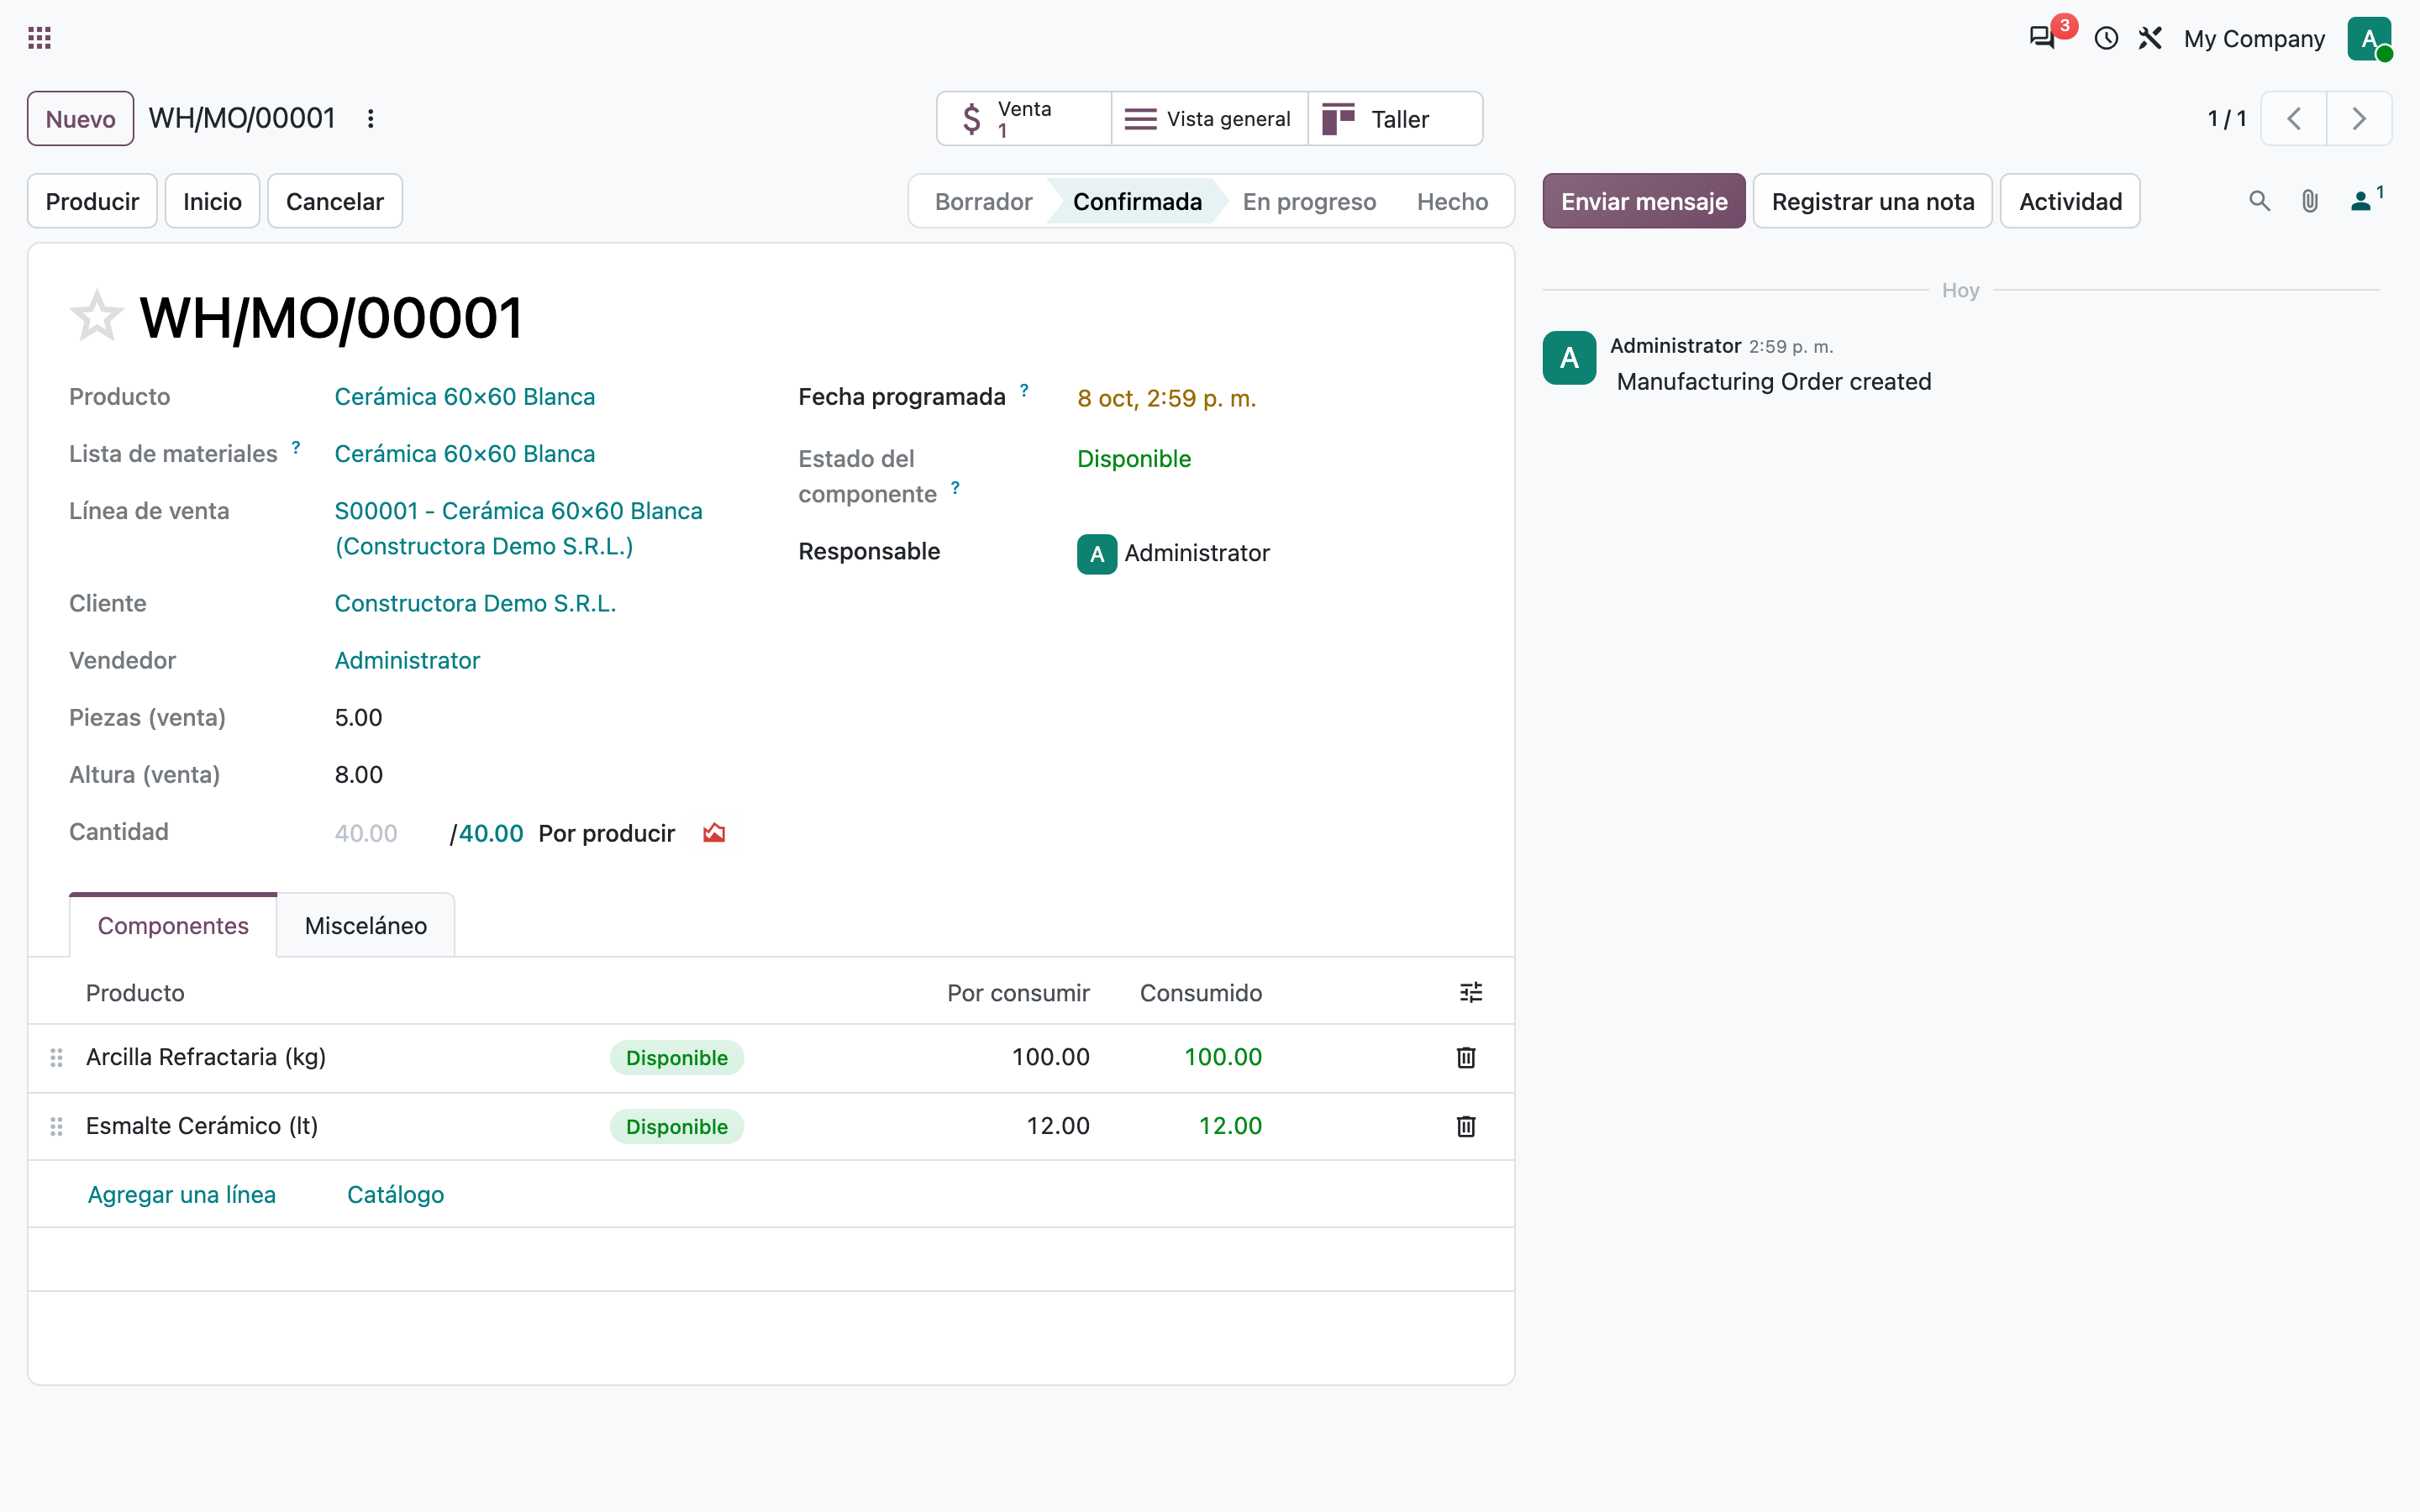 3
My Company
A
Nuevo
WH/MO/00001
Venta
1
Vista general
Taller
1 / 1
Producir
Inicio
Cancelar
Borrador
Confirmada
En progreso
Hecho
Enviar mensaje
Registrar una nota
Actividad
1
WH/MO/00001
Producto
Cerámica 60×60 Blanca
Lista de materiales ?
Cerámica 60×60 Blanca
Línea de venta
S00001 - Cerámica 60×60 Blanca
(Constructora Demo S.R.L.)
Cliente
Constructora Demo S.R.L.
Vendedor
Administrator
Piezas (venta)
5.00
Altura (venta)
8.00
Cantidad
40.00
/40.00 Por producir
Fecha programada ?
8 oct, 2:59 p. m.
Estado del
componente ?
Disponible
Responsable
A Administrator
Componentes
Misceláneo
Producto
Por consumir
Consumido
Arcilla Refractaria (kg)
Disponible
100.00
100.00
Esmalte Cerámico (lt)
Disponible
12.00
12.00
Agregar una línea
Catálogo
Hoy
A
Administrator 2:59 p. m.
Manufacturing Order created